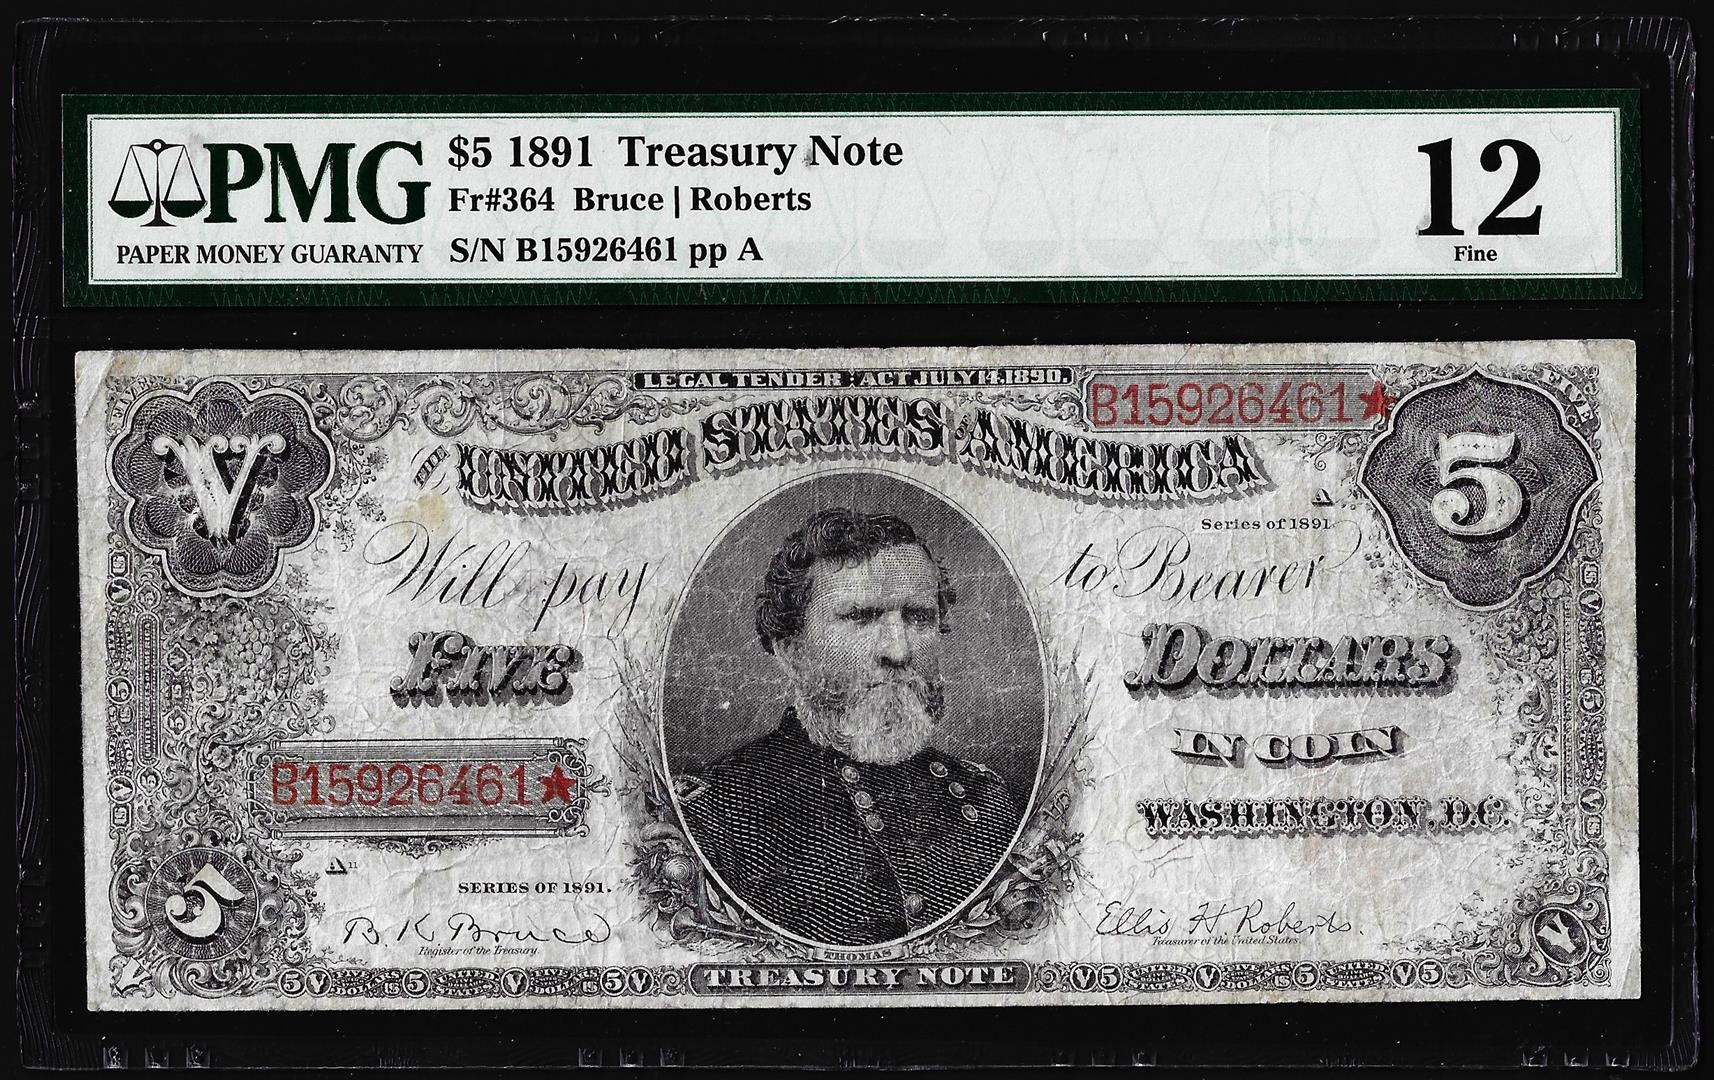 PMG
PAPER MONEY GUARANTY
$5 1891 Treasury Note
Fr#364 Bruce | Roberts
S/N B15926461 pp A
12
Fine
FIVE
LEGAL TENDER ACT JULY 14, 1890.
B15926461★
FIVE
V
THE UNITED STATES OF AMERICA
5
A
Series of 1891
Will pay to Bearer
FIVE DOLLARS
IN COIN
B15926461★
WASHINGTON, D.C.
A 11
SERIES OF 1891.
5
B. K. Bruce
Register of the Treasury.
Ellis H. Roberts.
Treasurer of the United States.
THOMAS
V
TREASURY NOTE